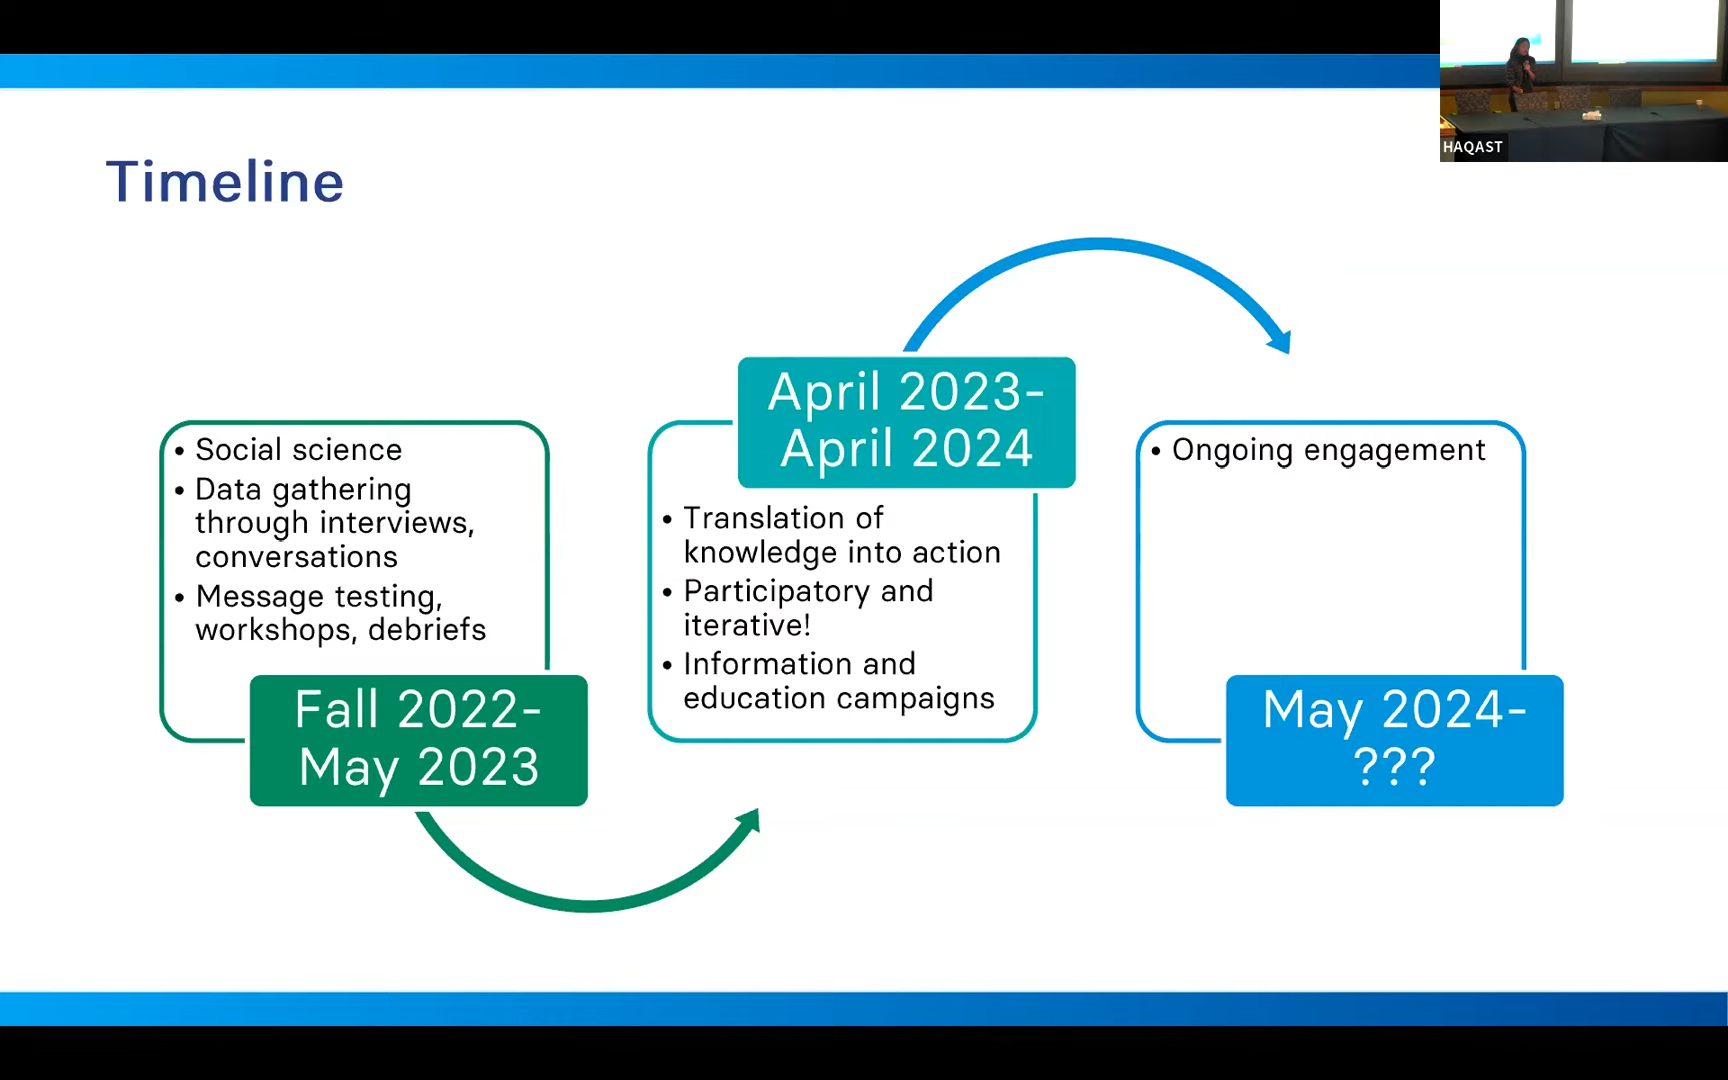 HAQAST
Timeline
• Social science
• Data gathering
through interviews,
conversations
• Message testing,
workshops, debriefs
Fall 2022-
May 2023
April 2023-
April 2024
• Translation of
knowledge into action
• Participatory and
iterative!
• Information and
education campaigns
• Ongoing engagement
May 2024-
???